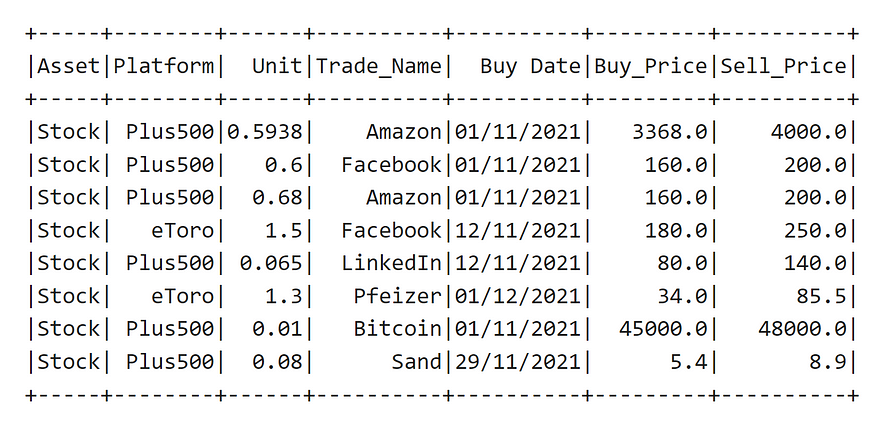 +-----+--------+------+----------+----------+---------+----------+
|Asset|Platform|  Unit|Trade_Name|  Buy Date|Buy_Price|Sell_Price|
+-----+--------+------+----------+----------+---------+----------+
|Stock| Plus500|0.5938|    Amazon|01/11/2021|   3368.0|    4000.0|
|Stock| Plus500|   0.6|  Facebook|01/11/2021|    160.0|     200.0|
|Stock| Plus500|  0.68|    Amazon|01/11/2021|    160.0|     200.0|
|Stock|   eToro|   1.5|  Facebook|12/11/2021|    180.0|     250.0|
|Stock| Plus500| 0.065|  LinkedIn|12/11/2021|     80.0|     140.0|
|Stock|   eToro|   1.3|   Pfeizer|01/12/2021|     34.0|      85.5|
|Stock| Plus500|  0.01|   Bitcoin|01/11/2021|  45000.0|   48000.0|
|Stock| Plus500|  0.08|      Sand|29/11/2021|      5.4|       8.9|
+-----+--------+------+----------+----------+---------+----------+